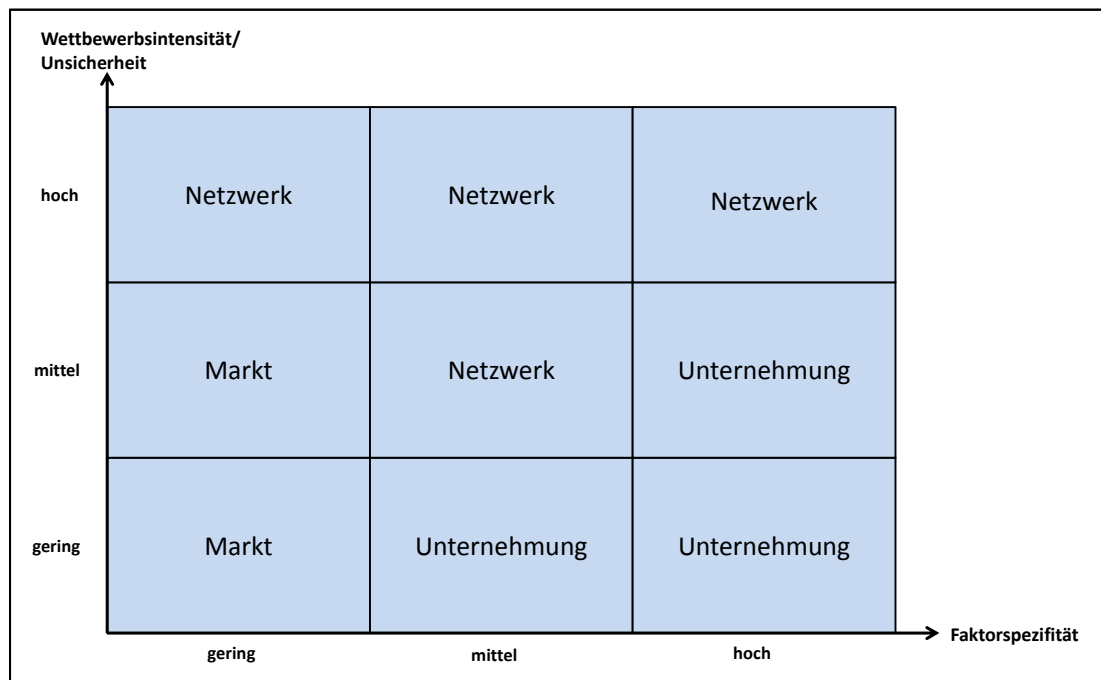 Wettbewerbsintensität/
Unsicherheit
hoch
Netzwerk
Netzwerk
Netzwerk
mittel
Markt
Netzwerk
Unternehmung
gering
Markt
Unternehmung
Unternehmung
Faktorspezifität
gering
mittel
hoch